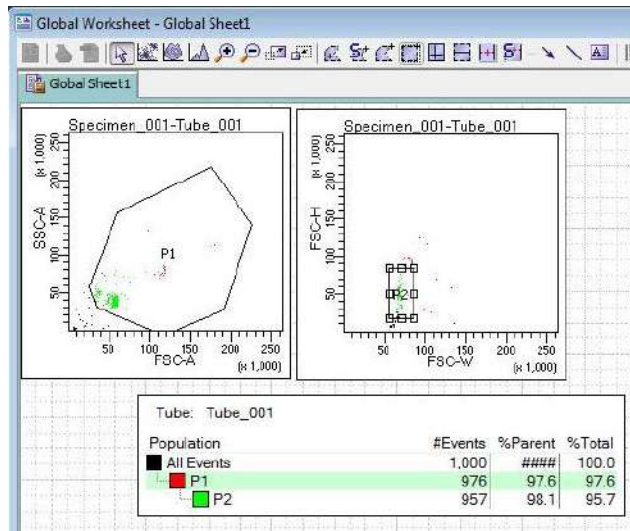 Global Worksheet - Global Sheet1
Global Sheet1
Specimen_001-Tube_001
SSC-A
(x 1,000)
50 100 150 200 250
P1
50 100 150 200 250
FSC-A
(x 1,000)
Specimen_001-Tube_001
FSC-H
(x 1,000)
50 100 150 200 250
P2
50 100 150 200 250
FSC-W
(x 1,000)
Tube: Tube_001
Population #Events %Parent %Total
All Events 1,000 #### 100.0
P1 976 97.6 97.6
P2 957 98.1 95.7